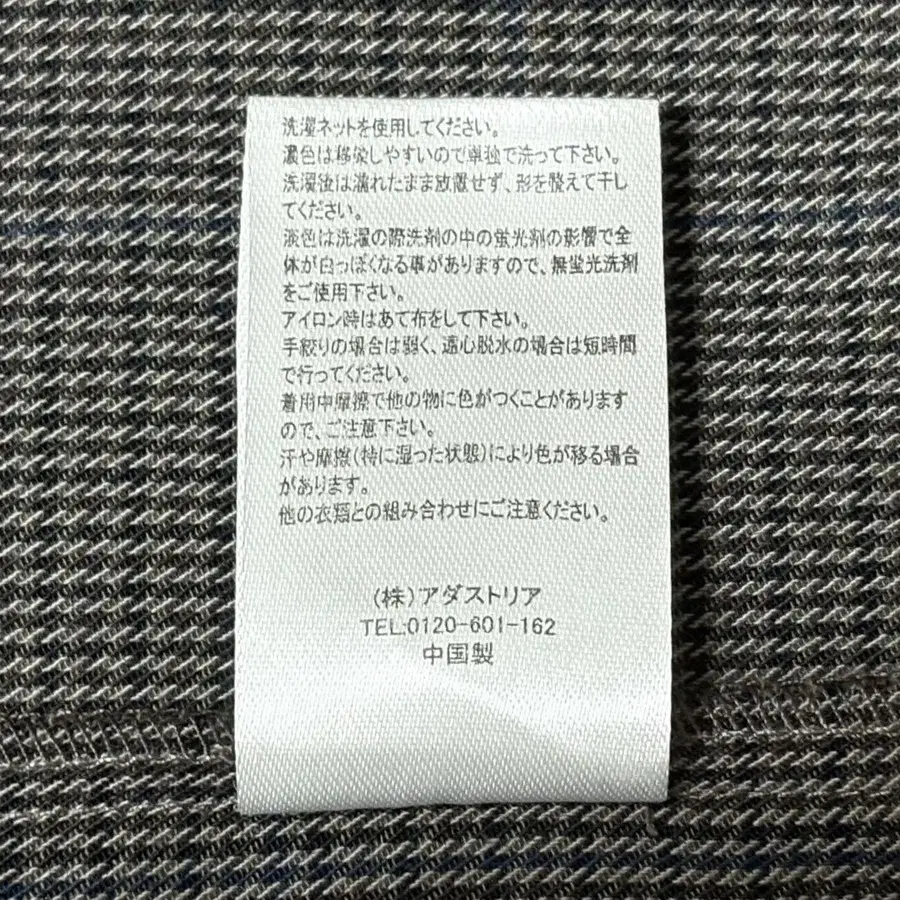 洗濯ネットを使用してください。
濃色は移染しやすいので単独で洗って下さい。
洗濯後は濡れたまま放置せず、形を整えて干し
てください。
淡色は洗濯の際洗剤の中の蛍光剤の影響で全
体が白っぽくなる事がありますので、無蛍光洗剤
をご使用下さい。
アイロン時はあて布をして下さい。
手絞りの場合は弱く、遠心脱水の場合は短時間
で行ってください。
着用中摩擦で他の物に色がつくことがあります
ので、ご注意下さい。
汗や摩擦(特に湿った状態)により色が移る場合
があります。
他の衣類との組み合わせにご注意ください。
(株)アダストリア
TEL:0120-601-162
中国製